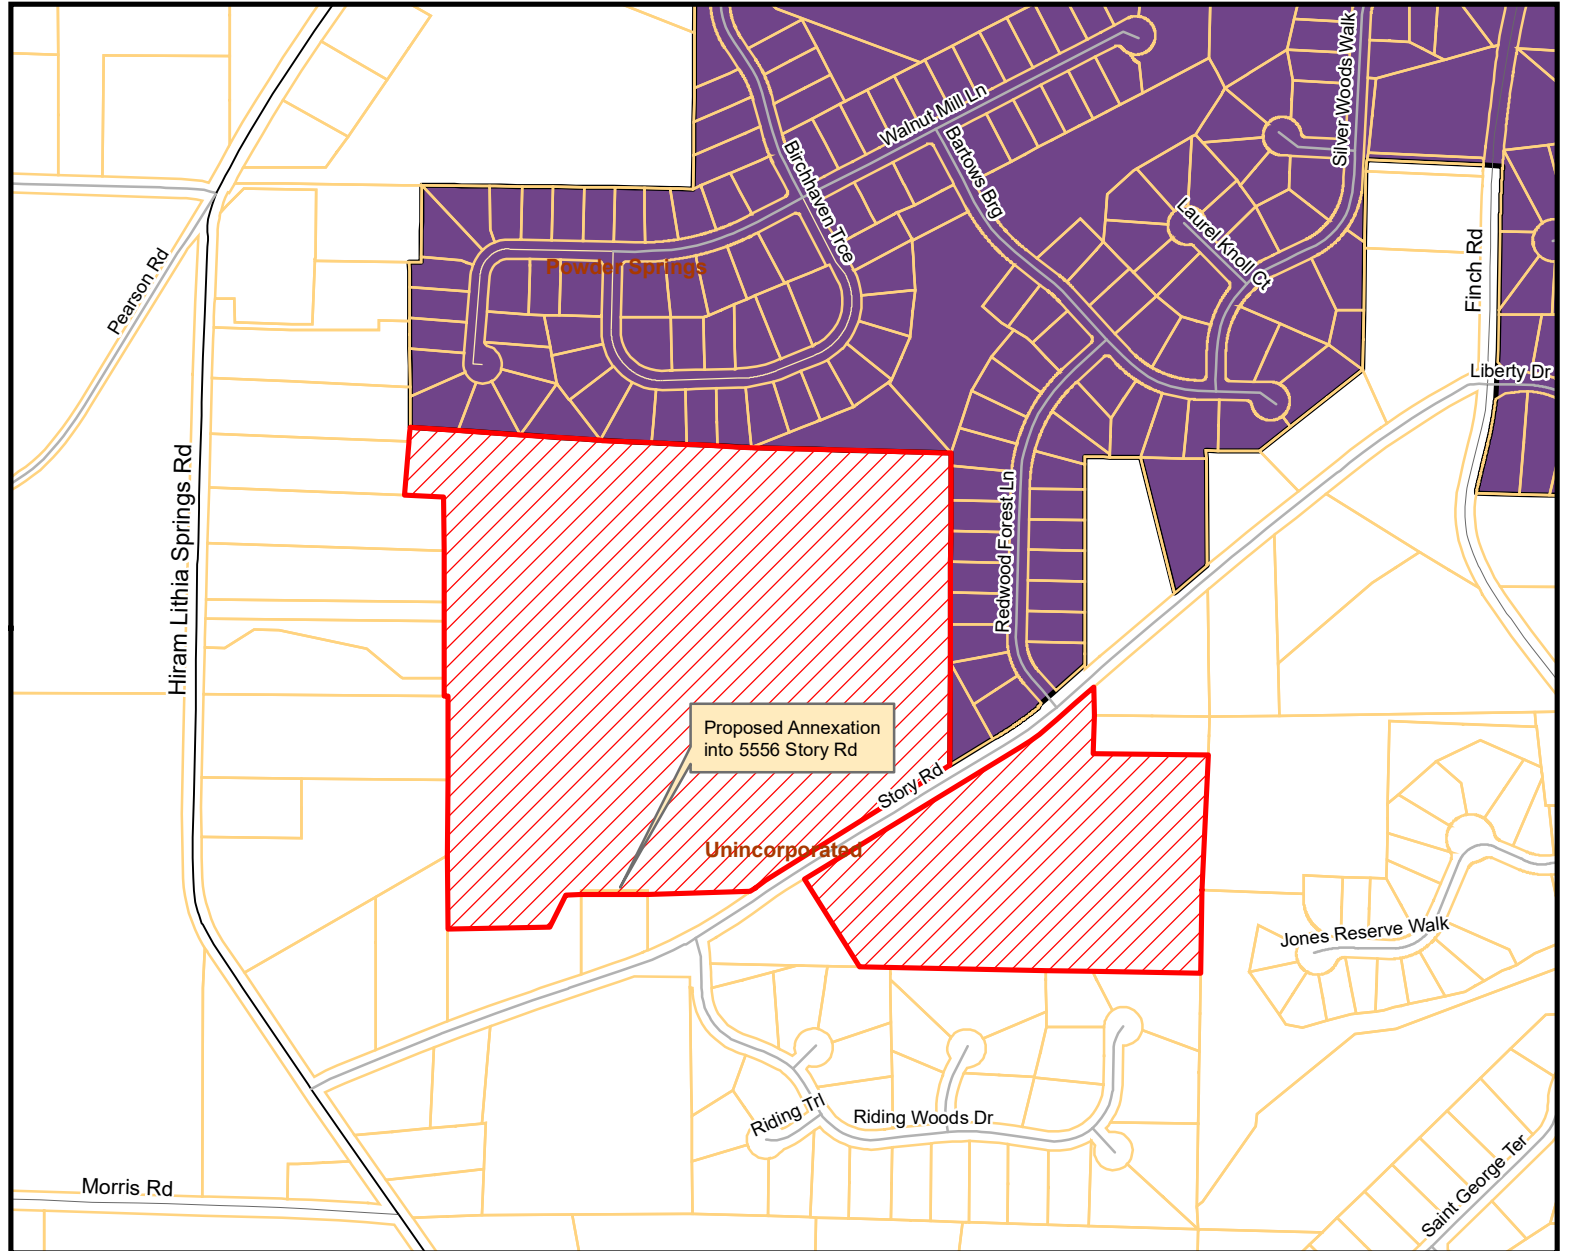 Silver Woods Walk
Walnut Mill Ln
Birchhaven Trce
Bartows Brg
Laurel Knoll Ct
Pearson Rd
Powder Springs
Finch Rd
Liberty Dr
Hiram Lithia Springs Rd
Redwood Forest Ln
Proposed Annexation
into 5556 Story Rd
Story Rd
Unincorporated
Jones Reserve Walk
Riding Trl
Riding Woods Dr
Morris Rd
Saint George Ter